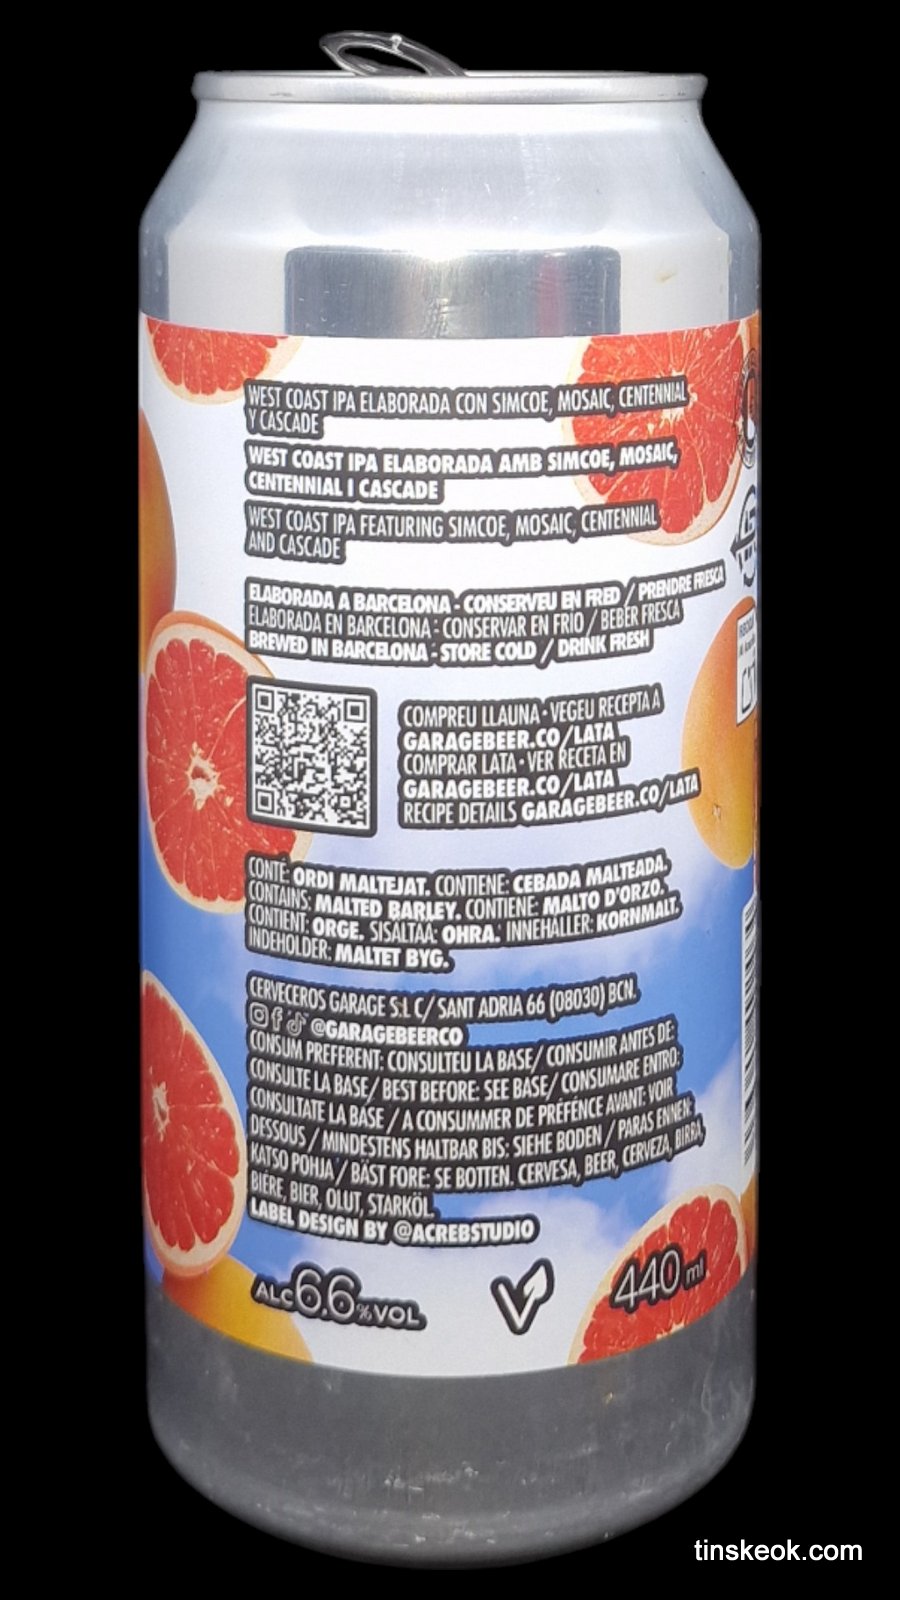 WEST COAST IPA ELABORADA CON SIMCOE, MOSAIC, CENTENNIAL
Y CASCADE
WEST COAST IPA ELABORADA AMB SIMCOE, MOSAIC,
CENTENNIAL I CASCADE
WEST COAST IPA FEATURING SIMCOE, MOSAIC, CENTENNIAL
AND CASCADE
ELABORADA A BARCELONA - CONSERVEU EN FRED / PRENDRE FRESCA
ELABORADA EN BARCELONA - CONSERVAR EN FRIO / BEBER FRESCA
BREWED IN BARCELONA - STORE COLD / DRINK FRESH
COMPREU LLAUNA · VEGEU RECEPTA A
GARAGEBEER.CO/LATA
COMPRAR LATA · VER RECETA EN
GARAGEBEER.CO/LATA
RECIPE DETAILS GARAGEBEER.CO/LATA
CONTÉ: ORDI MALTEJAT. CONTIENE: CEBADA MALTEADA.
CONTAINS: MALTED BARLEY. CONTIENE: MALTO D'ORZO.
CONTIENT: ORGE. SISÄLTÄÄ: OHRA. INNEHALLER: KORNMALT.
INDEHOLDER: MALTET BYG.
CERVECEROS GARAGE S.L C/ SANT ADRIA 66 (08030) BCN.
@GARAGEBEERCO
CONSUM PREFERENT: CONSULTEU LA BASE/ CONSUMIR ANTES DE:
CONSULTE LA BASE/ BEST BEFORE: SEE BASE/ CONSUMARE ENTRO:
CONSULTATE LA BASE / A CONSUMMER DE PREFÉNCE AVANT: VOIR
DESSOUS / MINDESTENS HALTBAR BIS: SIEHE BODEN / PARAS ENNEN:
KATSO POHJA / BÄST FORE: SE BOTTEN. CERVESA, BEER, CERVEZA, BIRRA,
BIÈRE, BIER, OLUT, STARKÖL.
LABEL DESIGN BY @ACREBSTUDIO
ALC 6.6 % VOL
440 ml
tinskeok.com